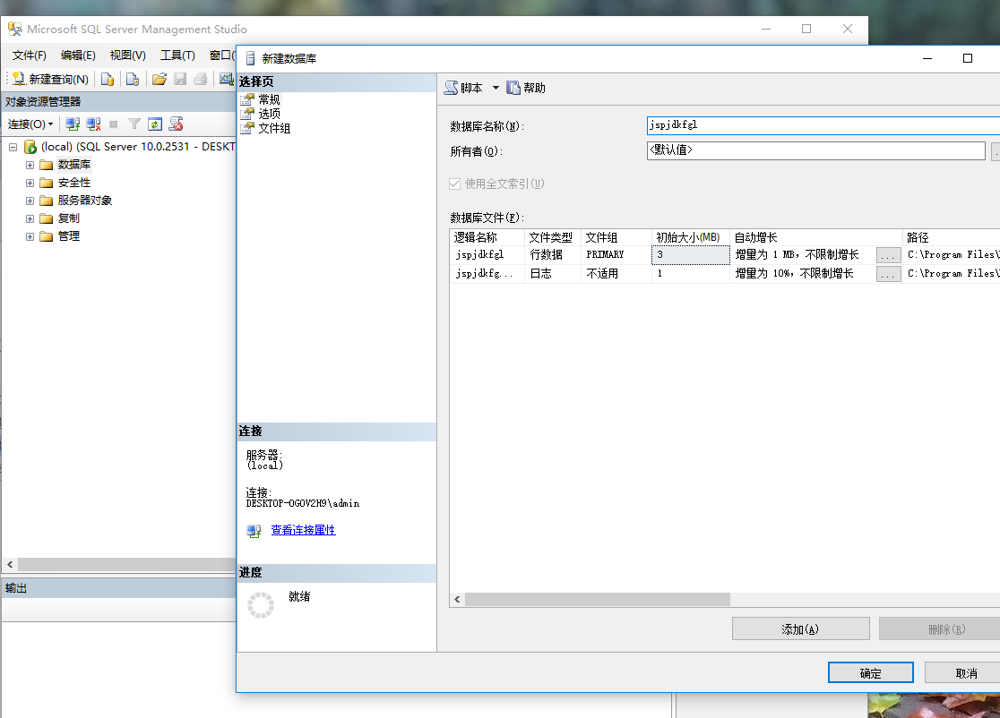 Microsoft SQL Server Management Studio
文件(F) 编辑(E) 视图(V) 工具(T) 窗口(
新建查询(N)
对象资源管理器
连接(O)
(local) (SQL Server 10.0.2531 - DESKT
数据库
安全性
服务器对象
复制
管理
输出
新建数据库
选择页
常规
选项
文件组
连接
服务器:
(local)
连接:
DESKTOP-OGOV2H9\admin
查看连接属性
进度
就绪
脚本 帮助
数据库名称(N): jspjdkfgl
所有者(O): <默认值>
使用全文索引(U)
数据库文件(F):
逻辑名称 文件类型 文件组 初始大小(MB) 自动增长 路径
jspjdkfgl 行数据 PRIMARY 3 增量为 1 MB，不限制增长 ... C:\Program Files\
jspjdkfg... 日志 不适用 1 增量为 10%，不限制增长 ... C:\Program Files\
添加(A) 删除(R)
确定 取消